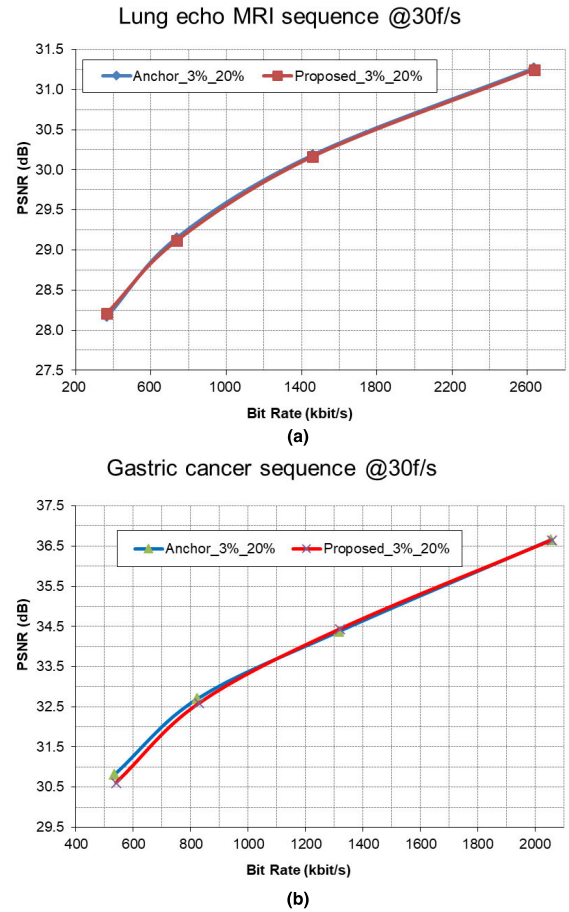 Lung echo MRI sequence @30f/s
31.5
31.0
30.5
30.0
29.5
29.0
28.5
28.0
27.5
PSNR (dB)
Anchor_3%_20% Proposed_3%_20%
200 600 1000 1400 1800 2200 2600
Bit Rate (kbit/s)
(a)
Gastric cancer sequence @30f/s
37.5
36.5
35.5
34.5
33.5
32.5
31.5
30.5
29.5
PSNR (dB)
Anchor_3%_20% Proposed_3%_20%
400 600 800 1000 1200 1400 1600 1800 2000
Bit Rate (kbit/s)
(b)